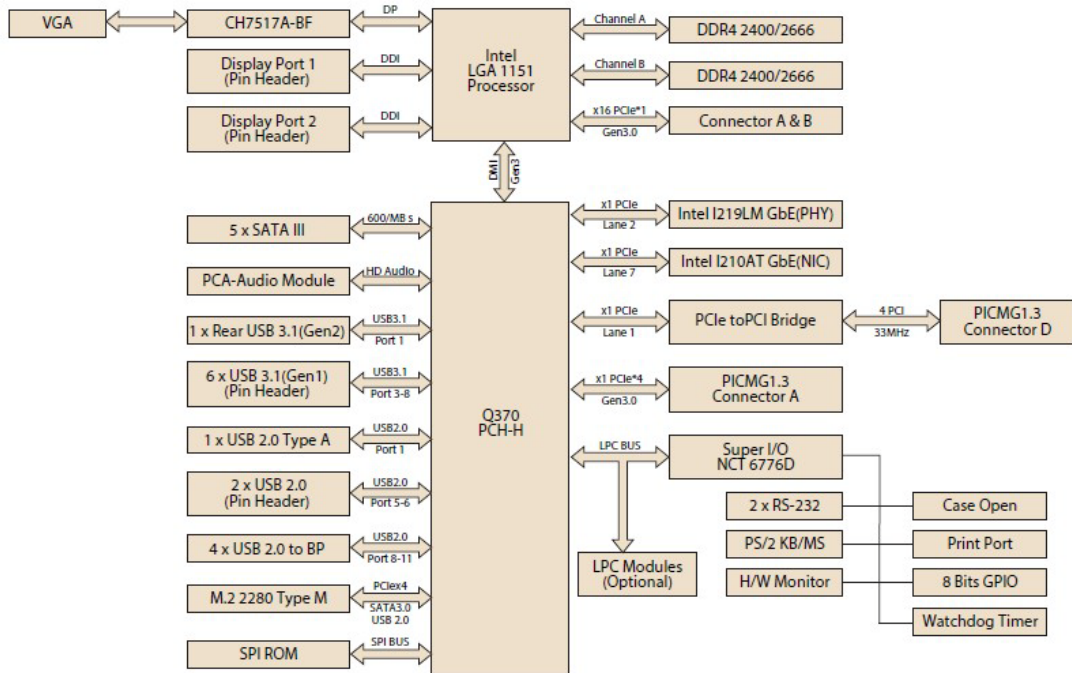 VGA
CH7517A-BF
DP
Display Port 1
(Pin Header)
DDI
Display Port 2
(Pin Header)
DDI
Intel
LGA 1151
Processor
Channel A
DDR4 2400/2666
Channel B
DDR4 2400/2666
x16 PCIe*1
Gen3.0
Connector A & B
DMI
Gen3
5 x SATA III
600/MB s
PCA-Audio Module
HD Audio
1 x Rear USB 3.1(Gen2)
USB3.1
Port 1
6 x USB 3.1(Gen1)
(Pin Header)
USB3.1
Port 3-8
1 x USB 2.0 Type A
USB2.0
Port 1
2 x USB 2.0
(Pin Header)
USB2.0
Port 5-6
4 x USB 2.0 to BP
USB2.0
Port 8-11
M.2 2280 Type M
PCIex4
SATA3.0
USB 2.0
SPI ROM
SPI BUS
Q370
PCH-H
x1 PCIe
Lane 2
Intel I219LM GbE(PHY)
x1 PCIe
Lane 7
Intel I210AT GbE(NIC)
x1 PCIe
Lane 1
PCIe toPCI Bridge
4 PCI
33MHz
PICMG1.3
Connector D
x1 PCIe*4
Gen3.0
PICMG1.3
Connector A
LPC BUS
Super I/O
NCT 6776D
LPC Modules
(Optional)
2 x RS-232
Case Open
PS/2 KB/MS
Print Port
H/W Monitor
8 Bits GPIO
Watchdog Timer